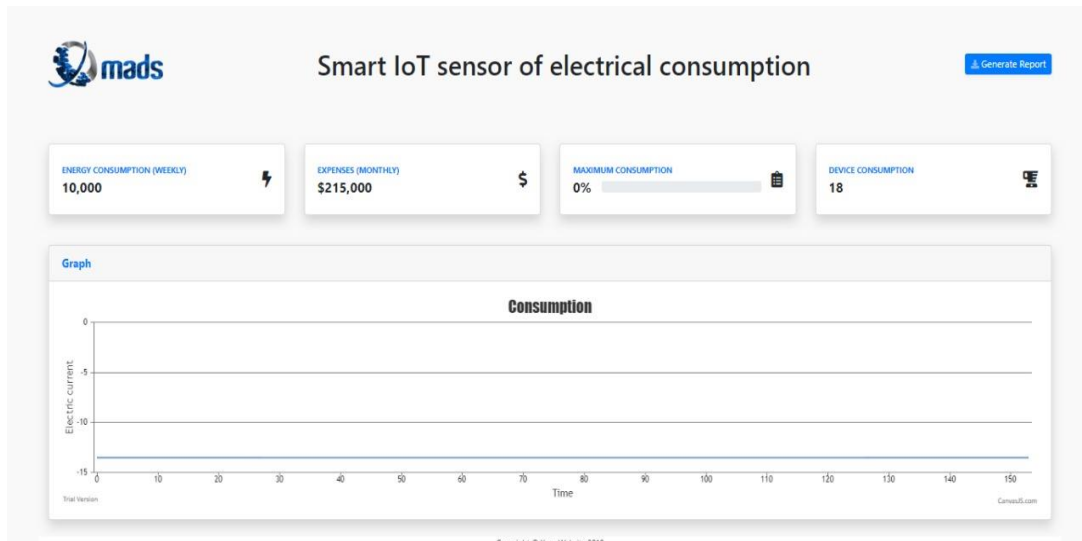 mads
Smart IoT sensor of electrical consumption
Generate Report
ENERGY CONSUMPTION (WEEKLY)
10,000
EXPENSES (MONTHLY)
$215,000
MAXIMUM CONSUMPTION
0%
DEVICE CONSUMPTION
18
Graph
Consumption
Electric current
0
-5
-10
-15
0 10 20 30 40 50 60 70 80 90 100 110 120 130 140 150
Time
Trial Version
CanvasJS.com